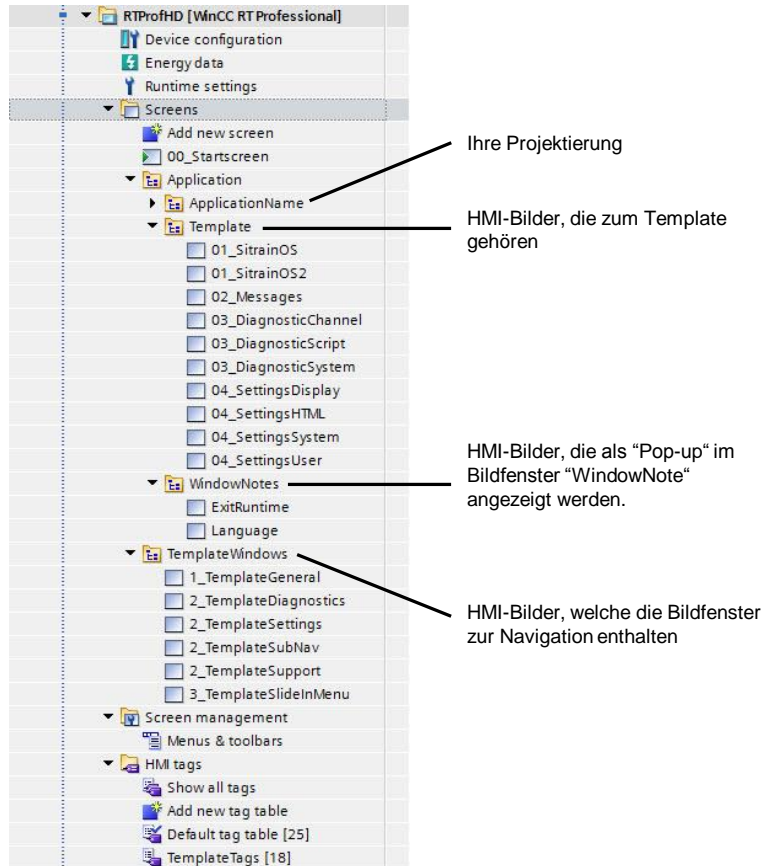 RTProfHD [WinCC RT Professional]
Device configuration
Energy data
Runtime settings
Screens
Add new screen
00_Startscreen
Application
ApplicationName
Template
01_SitrainOS
01_SitrainOS2
02_Messages
03_DiagnosticChannel
03_DiagnosticScript
03_DiagnosticSystem
04_SettingsDisplay
04_SettingsHTML
04_SettingsSystem
04_SettingsUser
WindowNotes
ExitRuntime
Language
TemplateWindows
1_TemplateGeneral
2_TemplateDiagnostics
2_TemplateSettings
2_TemplateSubNav
2_TemplateSupport
3_TemplateSlideInMenu
Screen management
Menus & toolbars
HMI tags
Show all tags
Add new tag table
Default tag table [25]
TemplateTags [18]
Ihre Projektierung
HMI-Bilder, die zum Template
gehören
HMI-Bilder, die als “Pop-up“ im
Bildfenster “WindowNote“
angezeigt werden.
HMI-Bilder, welche die Bildfenster
zur Navigation enthalten